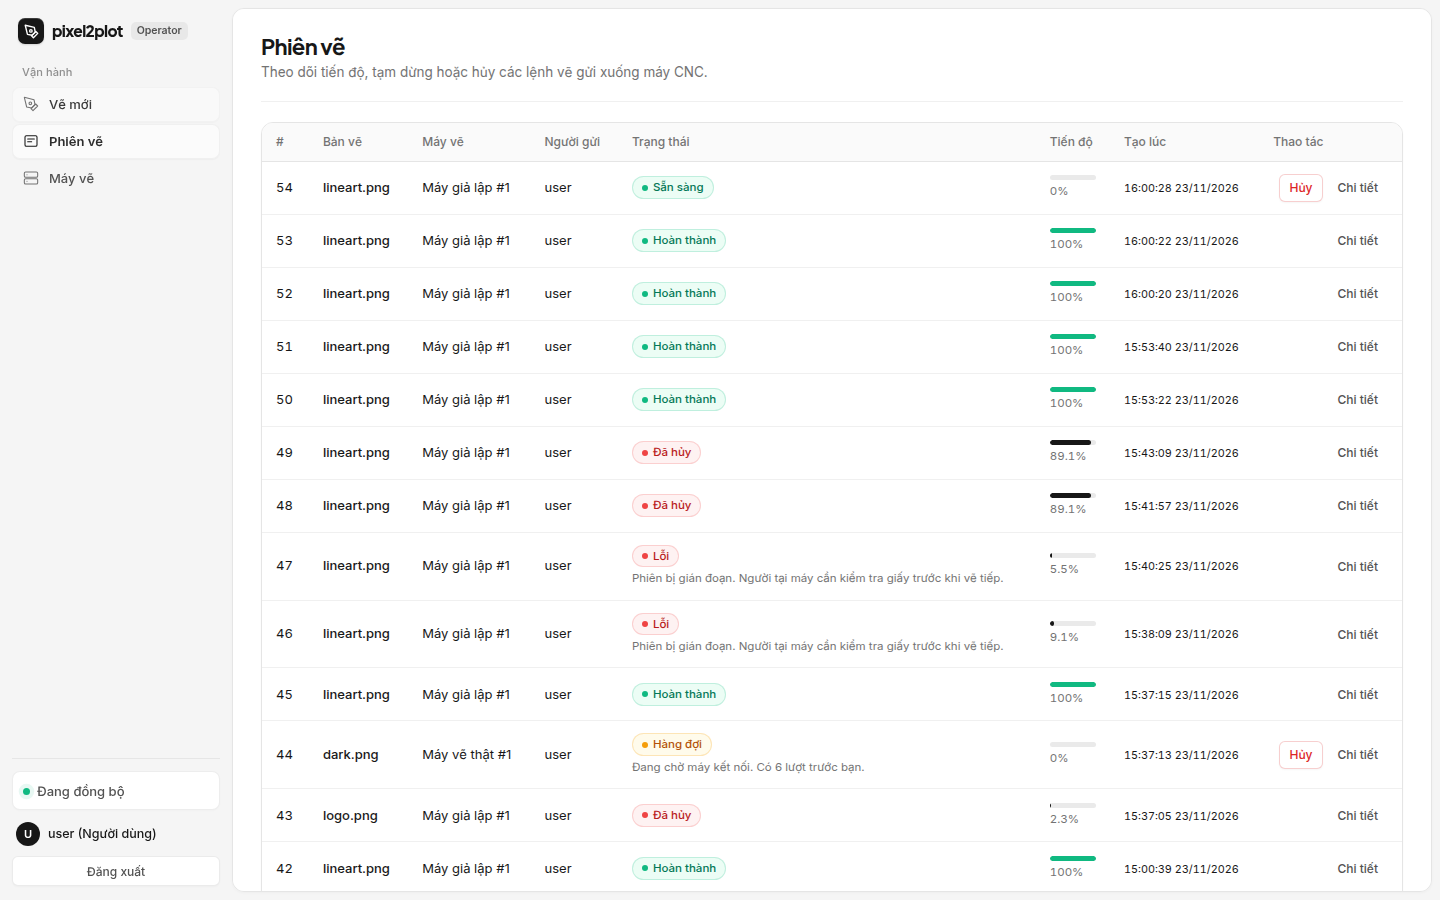 pixel2plot Operator
Vận hành
Vẽ mới
Phiên vẽ
Máy vẽ
Đang đồng bộ
U user (Người dùng)
Đăng xuất
Phiên vẽ
Theo dõi tiến độ, tạm dừng hoặc hủy các lệnh vẽ gửi xuống máy CNC.
# Bản vẽ Máy vẽ Người gửi Trạng thái Tiến độ Tạo lúc Thao tác
54 lineart.png Máy giả lập #1 user Sẵn sàng 0% 16:00:28 23/11/2026 Hủy Chi tiết
53 lineart.png Máy giả lập #1 user Hoàn thành 100% 16:00:22 23/11/2026 Chi tiết
52 lineart.png Máy giả lập #1 user Hoàn thành 100% 16:00:20 23/11/2026 Chi tiết
51 lineart.png Máy giả lập #1 user Hoàn thành 100% 15:53:40 23/11/2026 Chi tiết
50 lineart.png Máy giả lập #1 user Hoàn thành 100% 15:53:22 23/11/2026 Chi tiết
49 lineart.png Máy giả lập #1 user Đã hủy 89.1% 15:43:09 23/11/2026 Chi tiết
48 lineart.png Máy giả lập #1 user Đã hủy 89.1% 15:41:57 23/11/2026 Chi tiết
47 lineart.png Máy giả lập #1 user Lỗi 5.5% 15:40:25 23/11/2026 Chi tiết
Phiên bị gián đoạn. Người tại máy cần kiểm tra giấy trước khi vẽ tiếp.
46 lineart.png Máy giả lập #1 user Lỗi 9.1% 15:38:09 23/11/2026 Chi tiết
Phiên bị gián đoạn. Người tại máy cần kiểm tra giấy trước khi vẽ tiếp.
45 lineart.png Máy giả lập #1 user Hoàn thành 100% 15:37:15 23/11/2026 Chi tiết
44 dark.png Máy vẽ thật #1 user Hàng đợi 0% 15:37:13 23/11/2026 Hủy Chi tiết
Đang chờ máy kết nối. Có 6 lượt trước bạn.
43 logo.png Máy giả lập #1 user Đã hủy 2.3% 15:37:05 23/11/2026 Chi tiết
42 lineart.png Máy giả lập #1 user Hoàn thành 100% 15:00:39 23/11/2026 Chi tiết